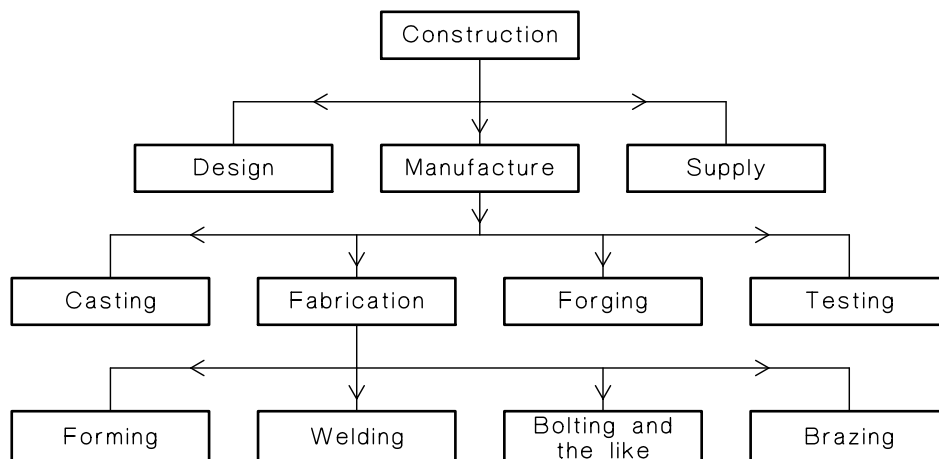 Construction
Design
Manufacture
Supply
Casting
Fabrication
Forging
Testing
Forming
Welding
Bolting and
the like
Brazing